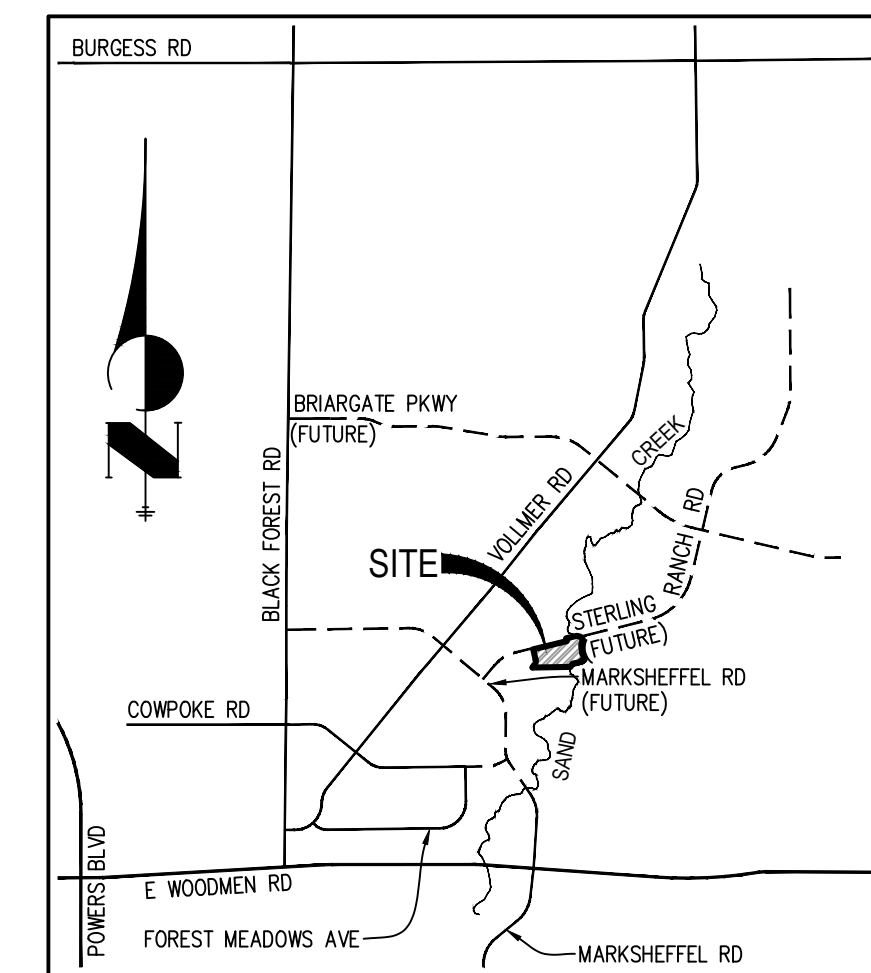 BURGESS RD
N
BRIARGATE PKWY
(FUTURE)
CREEK
BLACK FOREST RD
VOLLMER RD
RANCH RD
SITE
STERLING
(FUTURE)
MARKSHEFFEL RD
(FUTURE)
COWPOKE RD
SAND
POWERS BLVD
E WOODMEN RD
FOREST MEADOWS AVE
MARKSHEFFEL RD